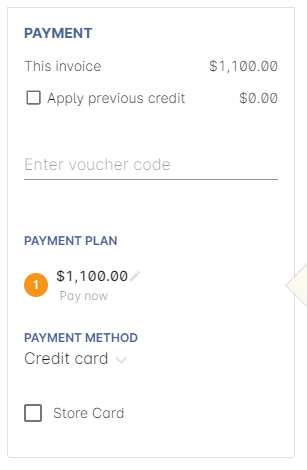 PAYMENT
This invoice $1,100.00
Apply previous credit $0.00
Enter voucher code
PAYMENT PLAN
1 $1,100.00
Pay now
PAYMENT METHOD
Credit card
Store Card